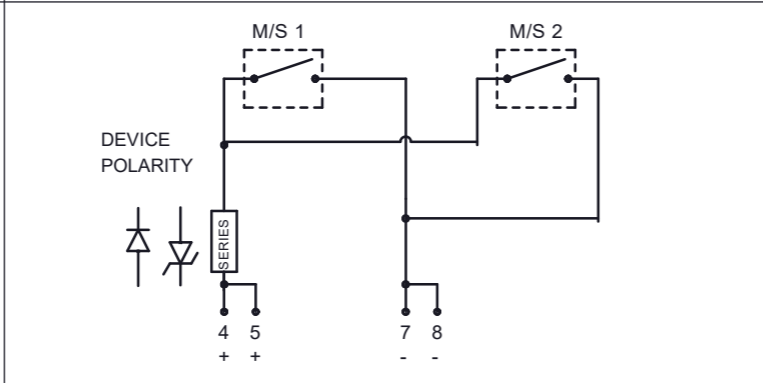 M/S 1
M/S 2
DEVICE
POLARITY
SERIES
4 5 7 8
+ + - -